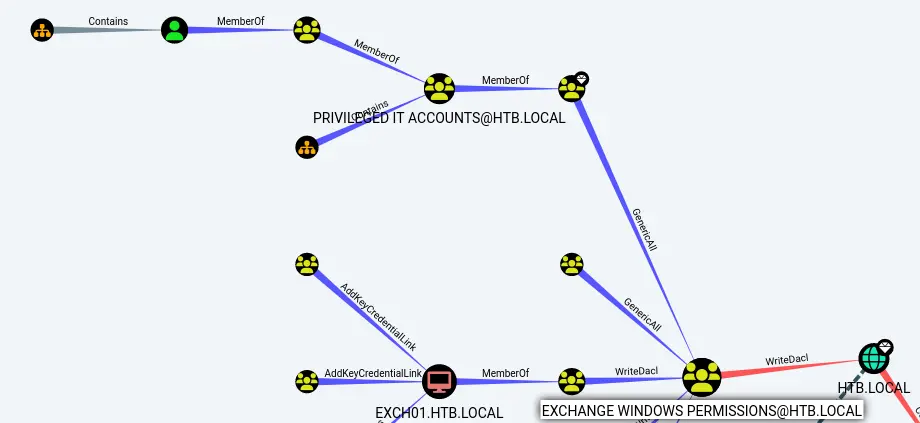 Contains
MemberOf
MemberOf
MemberOf
Contains
PRIVILEGED IT ACCOUNTS@HTB.LOCAL
GenericAll
AddKeyCredentialLink
GenericAll
AddKeyCredentialLink
MemberOf
WriteDacl
WriteDacl
HTB.LOCAL
EXCH01.HTB.LOCAL
EXCHANGE WINDOWS PERMISSIONS@HTB.LOCAL